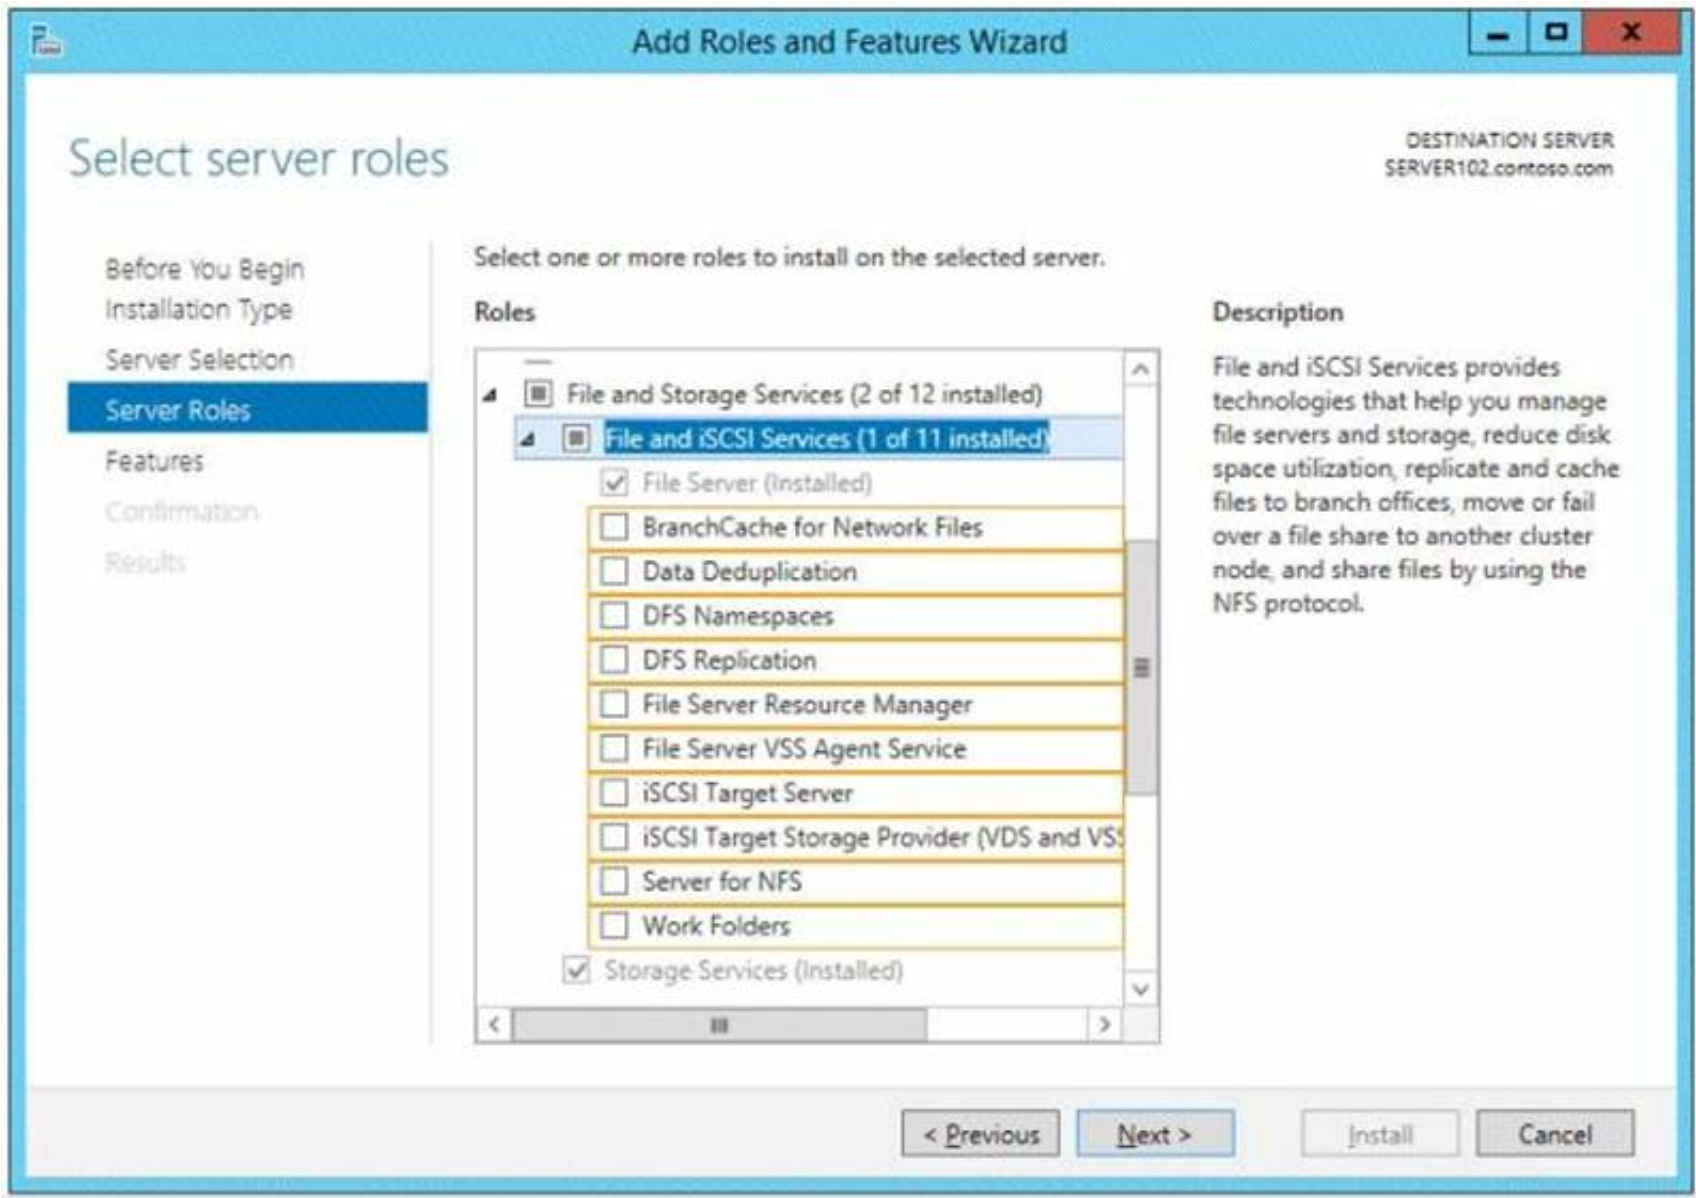 Add Roles and Features Wizard
Select server roles
DESTINATION SERVER
SERVER102.contoso.com
Before You Begin
Installation Type
Server Selection
Server Roles
Features
Confirmation
Results
Select one or more roles to install on the selected server.
Roles
File and Storage Services (2 of 12 installed)
File and iSCSI Services (1 of 11 installed)
File Server (Installed)
BranchCache for Network Files
Data Deduplication
DFS Namespaces
DFS Replication
File Server Resource Manager
File Server VSS Agent Service
iSCSI Target Server
iSCSI Target Storage Provider (VDS and VSS
Server for NFS
Work Folders
Storage Services (Installed)
Description
File and iSCSI Services provides
technologies that help you manage
file servers and storage, reduce disk
space utilization, replicate and cache
files to branch offices, move or fail
over a file share to another cluster
node, and share files by using the
NFS protocol.
< Previous
Next >
Install
Cancel